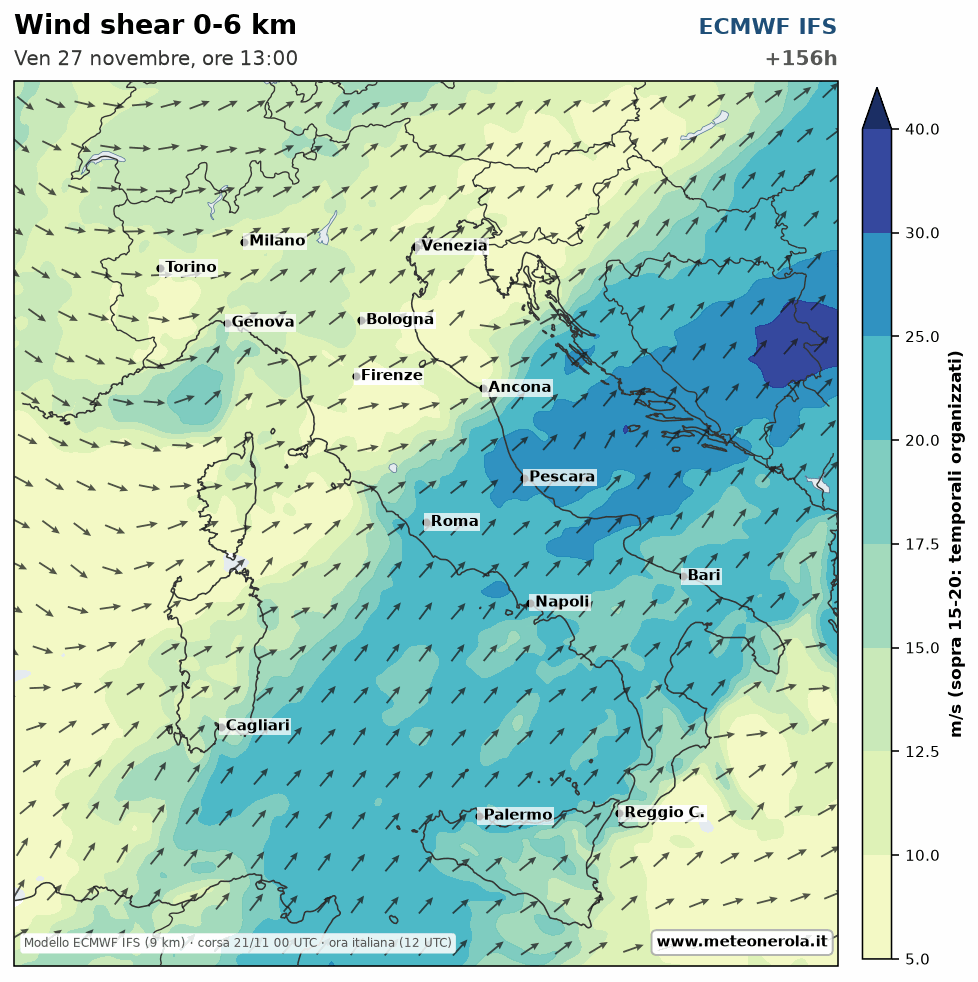 Wind shear 0-6 km
ECMWF IFS
Ven 27 novembre, ore 13:00
+156h
40.0
30.0
25.0
20.0
17.5
15.0
12.5
10.0
5.0
m/s (sopra 15-20: temporali organizzati)
Milano
Venezia
Torino
Genova
Bologna
Firenze
Ancona
Pescara
Roma
Bari
Napoli
Cagliari
Palermo
Reggio C.
Modello ECMWF IFS (9 km) · corsa 21/11 00 UTC · ora italiana (12 UTC)
www.meteonerola.it